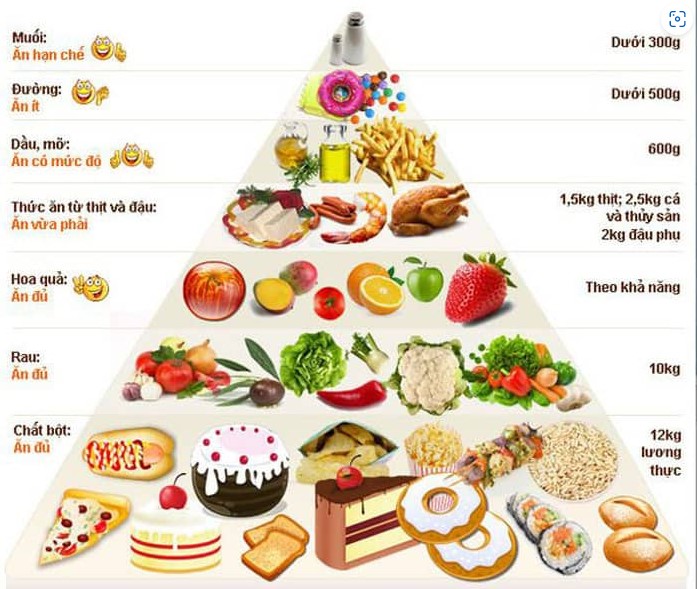 Muối:
Ăn hạn chế
Dưới 300g
Đường:
Ăn ít
Dưới 500g
Dầu, mỡ:
Ăn có mức độ
600g
Thức ăn từ thịt và đậu:
Ăn vừa phải
1,5kg thịt; 2,5kg cá
và thủy sản
2kg đậu phụ
Hoa quả:
Ăn đủ
Theo khả năng
Rau:
Ăn đủ
10kg
Chất bột:
Ăn đủ
12kg
lương
thực